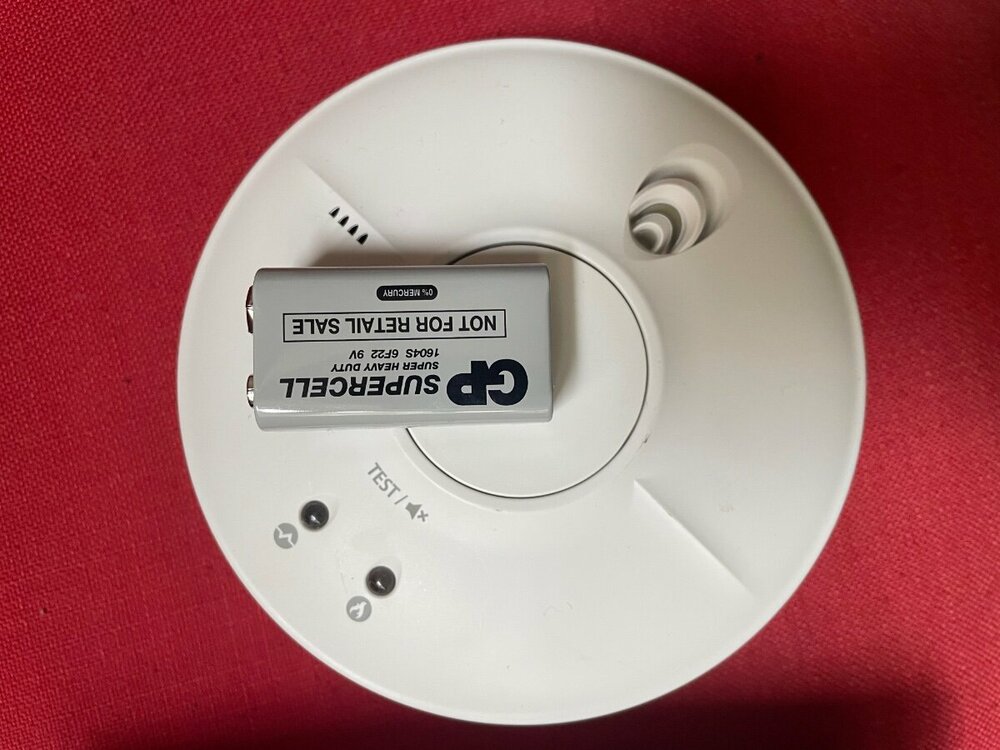 GP SUPERCELL
SUPER HEAVY DUTY
1604S 6F22 9V
NOT FOR RETAIL SALE
0% MERCURY
TEST /